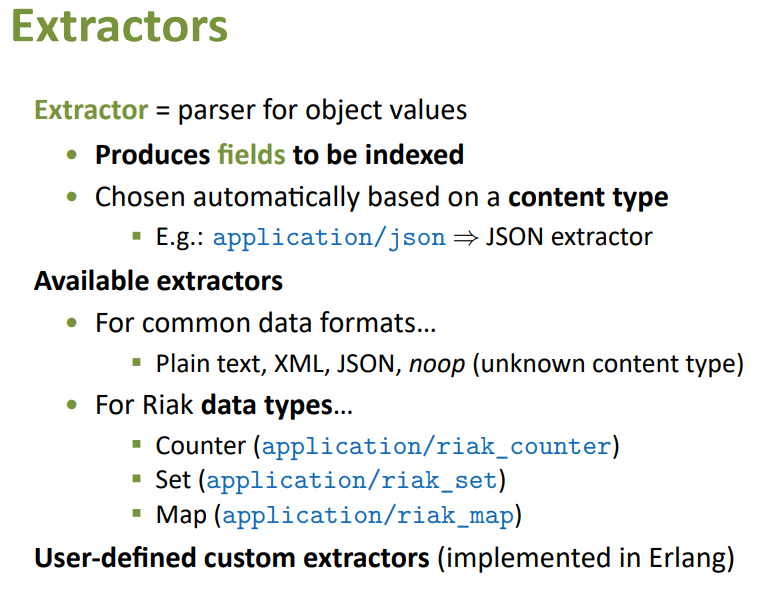 Extractors
Extractor = parser for object values
• Produces fields to be indexed
• Chosen automatically based on a content type
▪ E.g.: application/json ⇒ JSON extractor
Available extractors
• For common data formats…
▪ Plain text, XML, JSON, noop (unknown content type)
• For Riak data types…
▪ Counter (application/riak_counter)
▪ Set (application/riak_set)
▪ Map (application/riak_map)
User-defined custom extractors (implemented in Erlang)